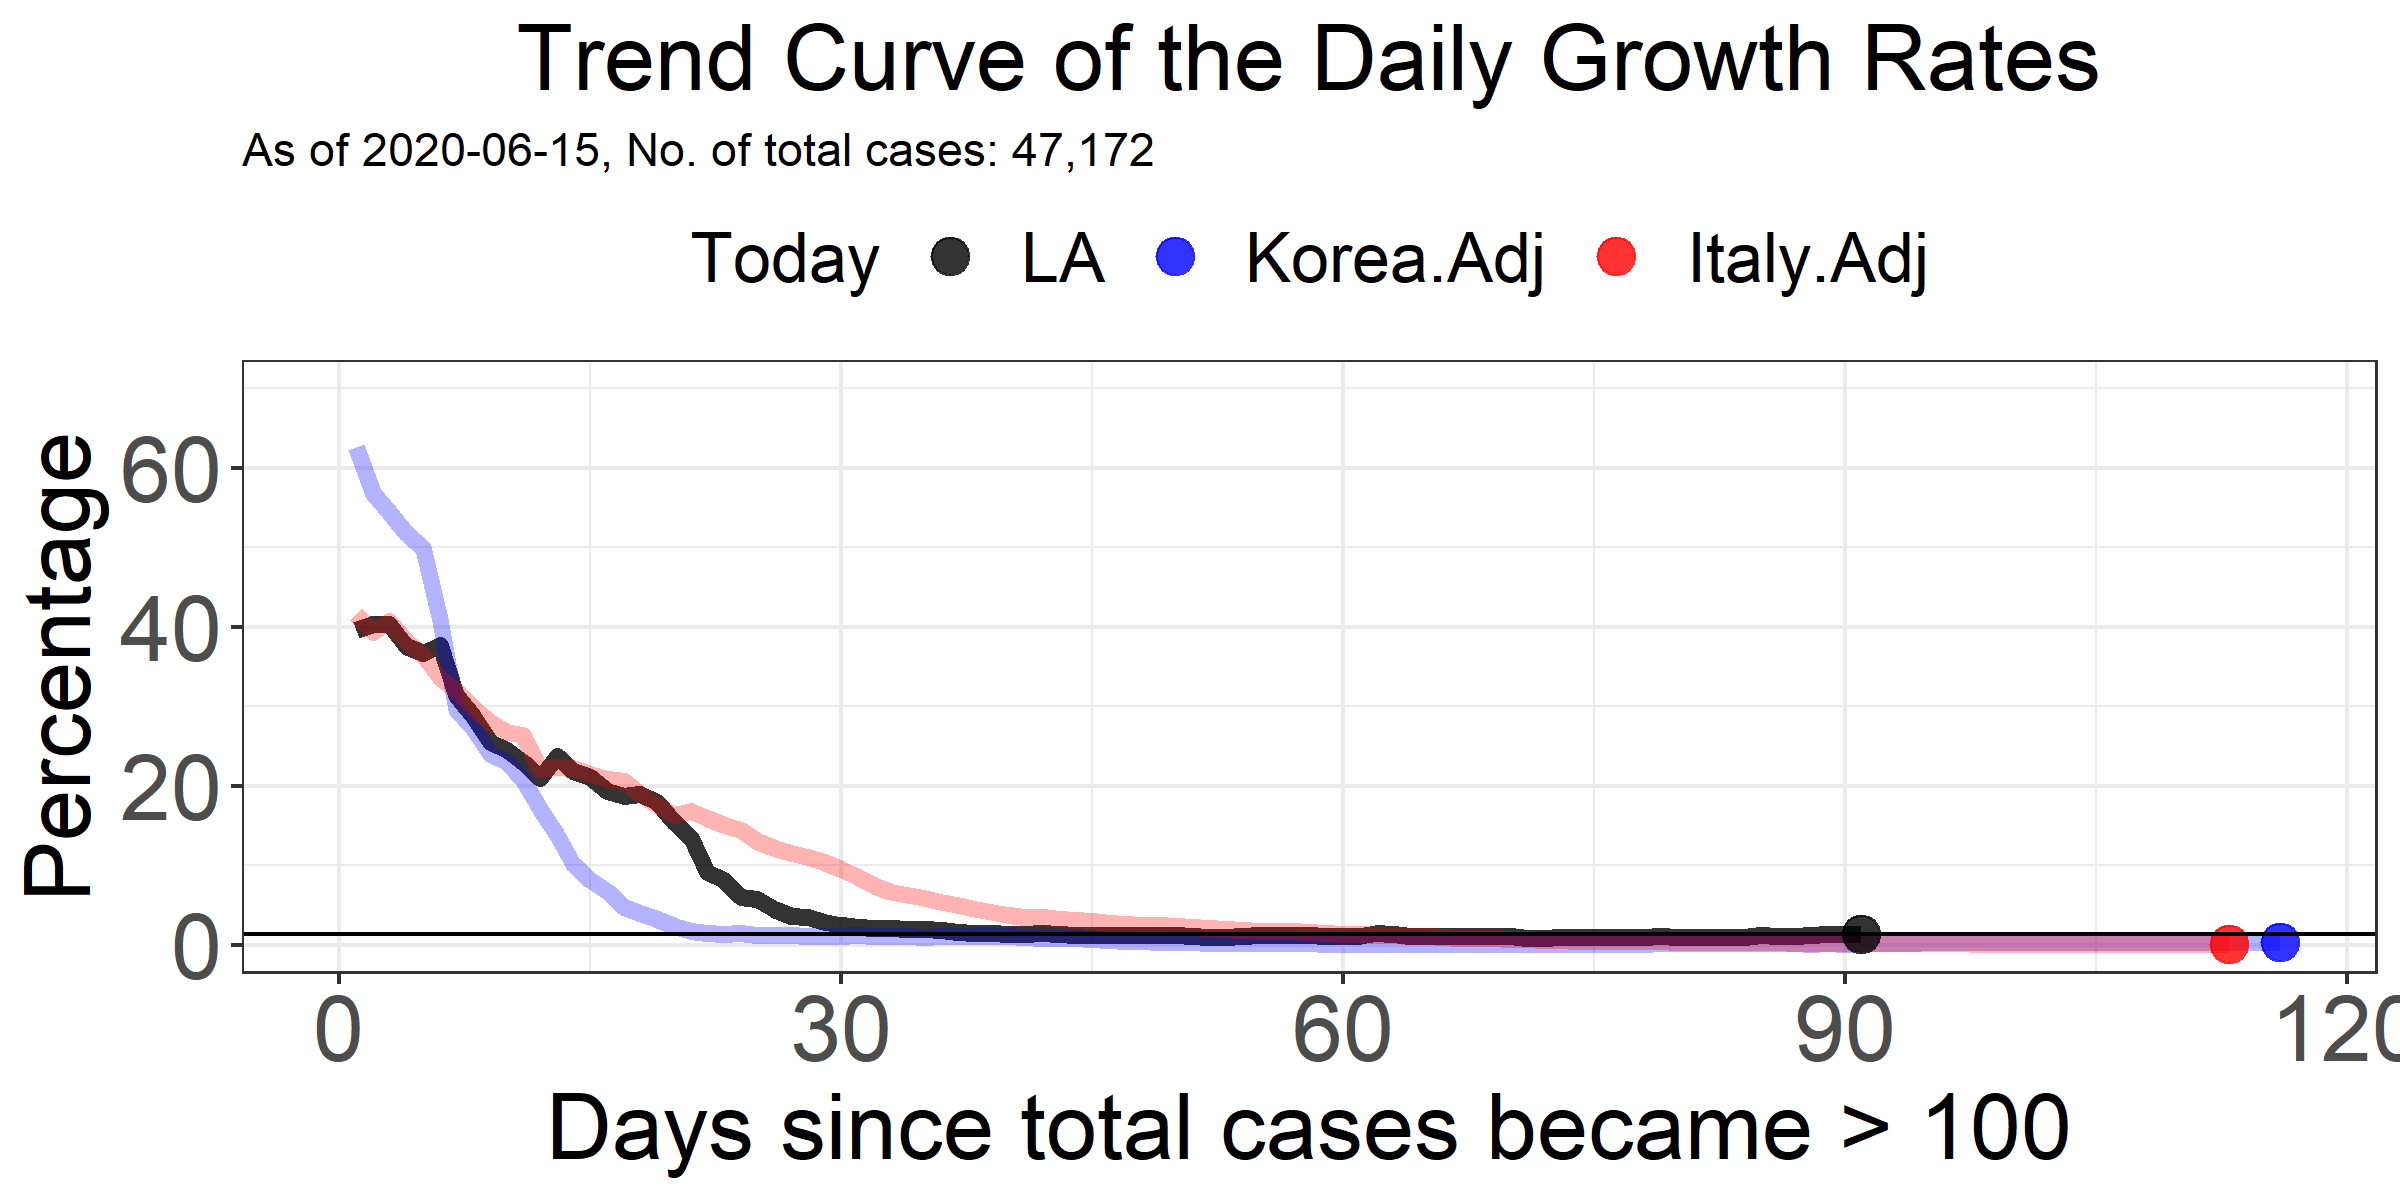 Trend Curve of the Daily Growth Rates
As of 2020-06-15, No. of total cases: 47,172
Today LA Korea.Adj Italy.Adj
Percentage
60
40
20
0
0 30 60 90 120
Days since total cases became > 100